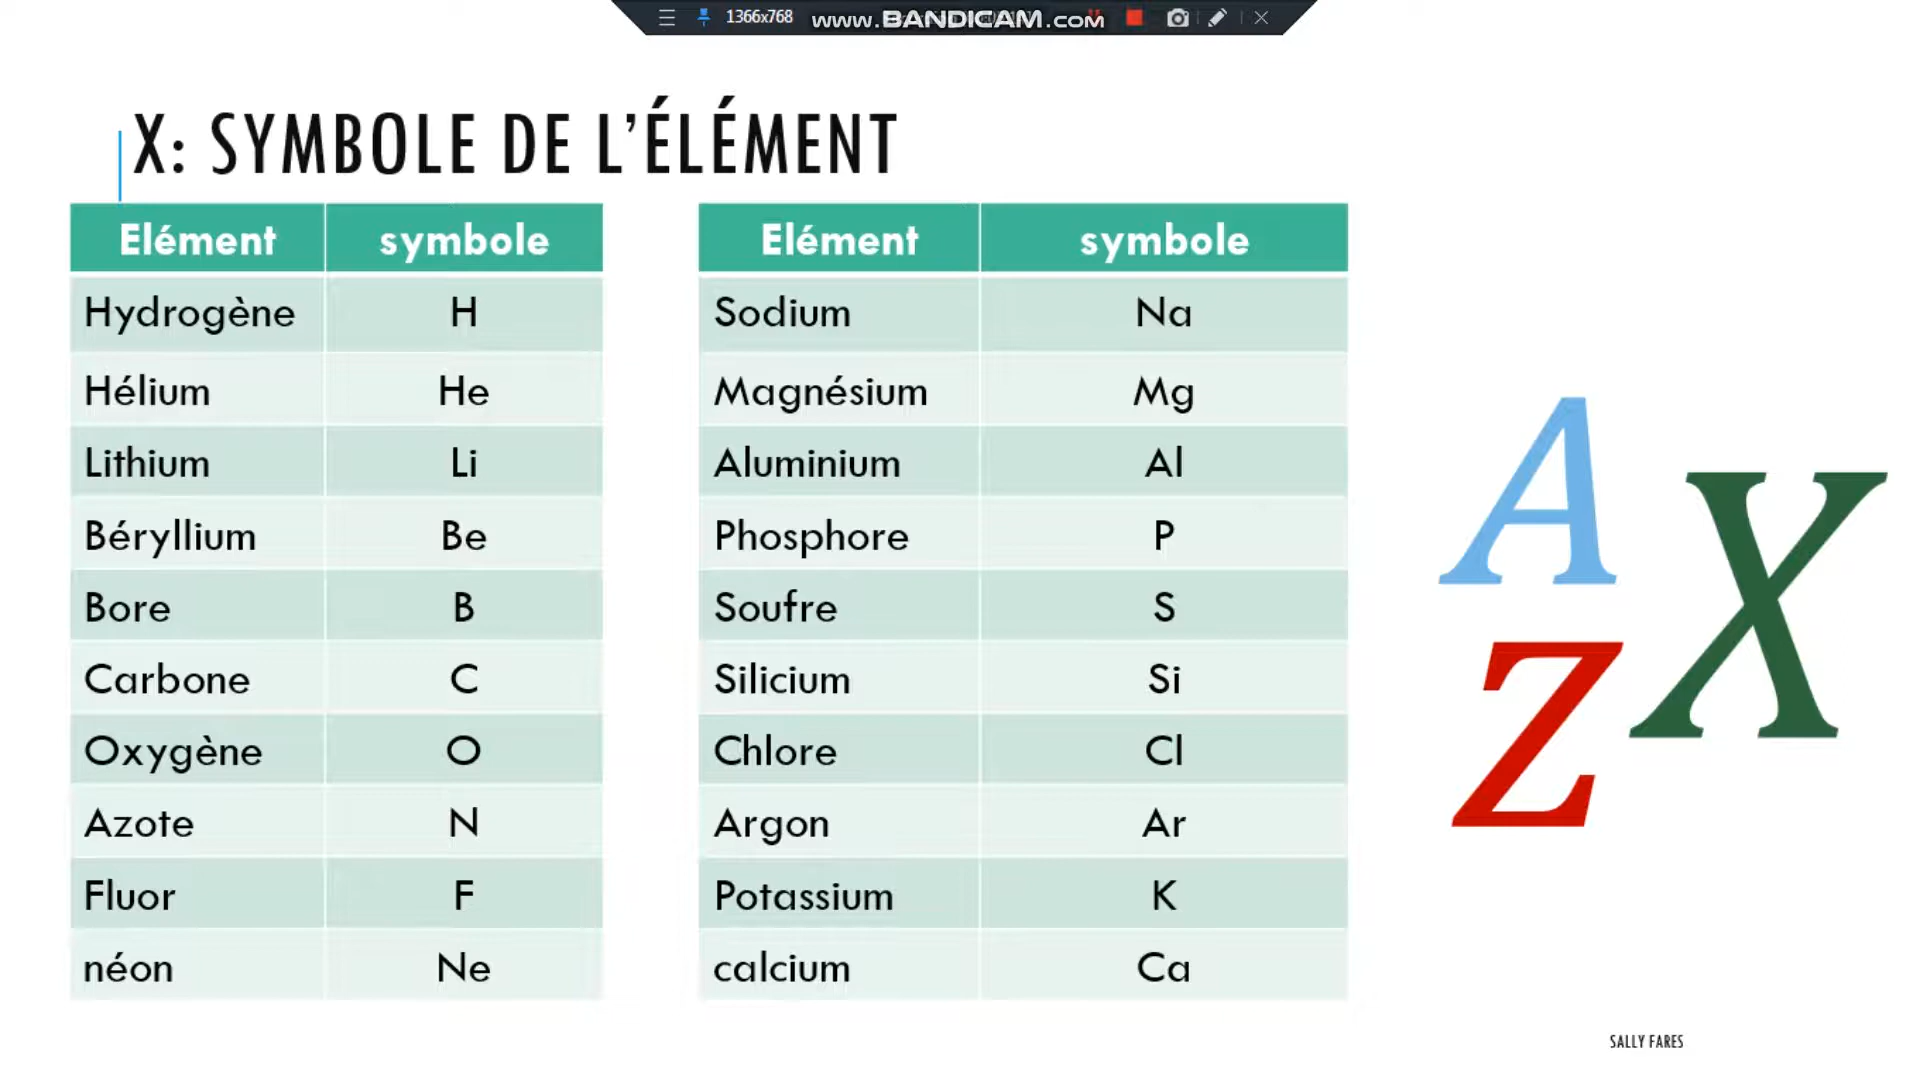 1366x768 www.BANDICAM.com
X: SYMBOLE DE L’ÉLÉMENT
Elément symbole
Hydrogène H
Hélium He
Lithium Li
Béryllium Be
Bore B
Carbone C
Oxygène O
Azote N
Fluor F
néon Ne
Elément symbole
Sodium Na
Magnésium Mg
Aluminium Al
Phosphore P
Soufre S
Silicium Si
Chlore Cl
Argon Ar
Potassium K
calcium Ca
A
X
Z
SALLY FARES